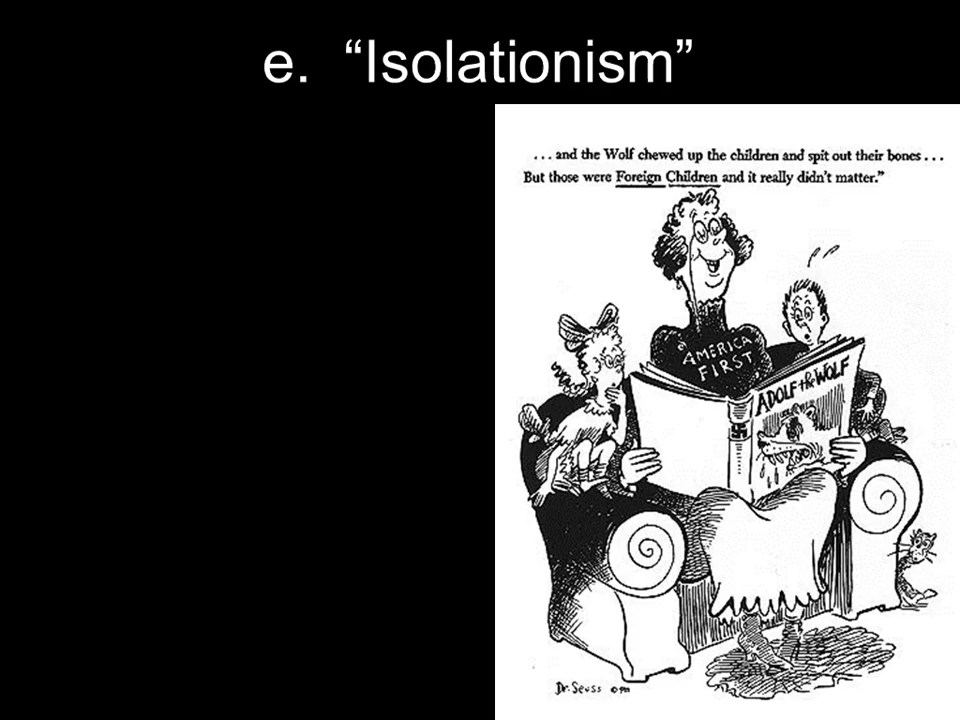 e. “Isolationism”
. . . and the Wolf chewed up the children and spit out their bones . . .
But those were Foreign Children and it really didn't matter.”
AMERICA
FIRST
ADOLF the WOLF
Dr. Seuss